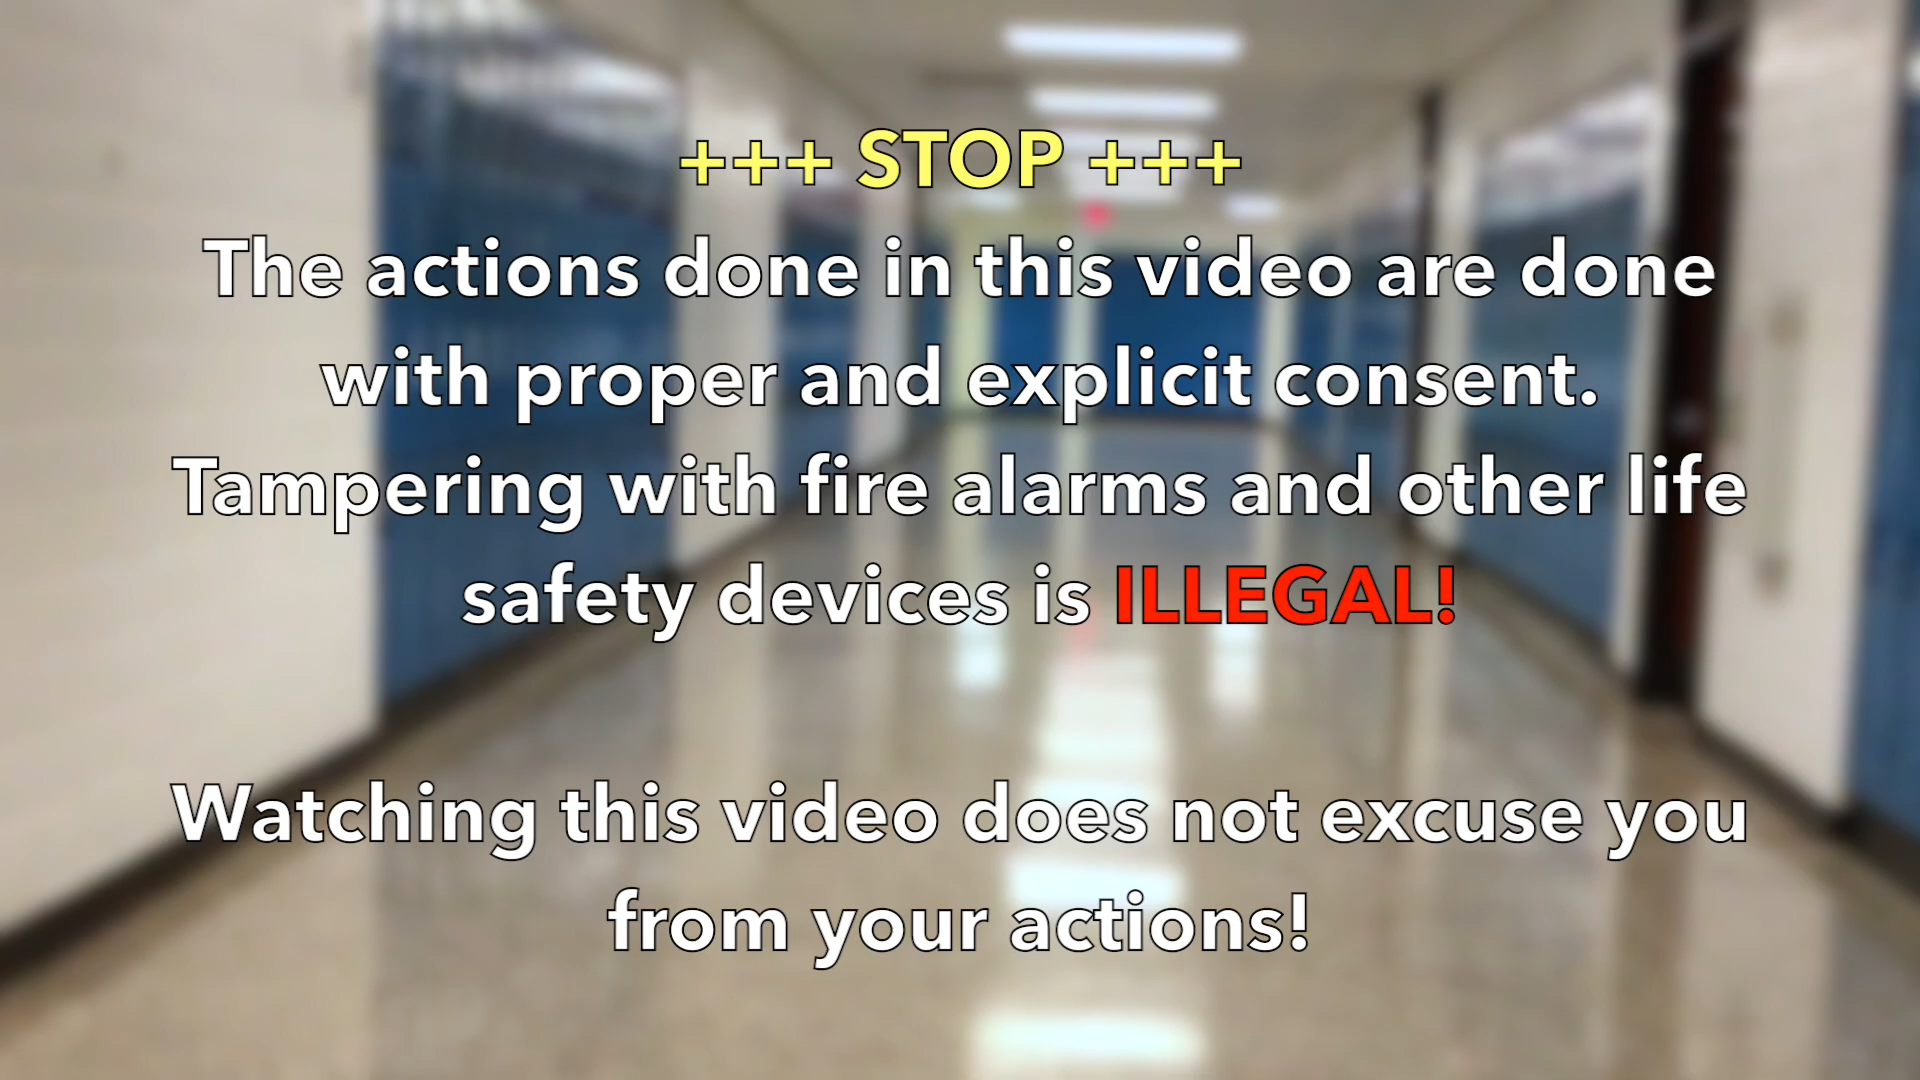 +++ STOP +++
The actions done in this video are done
with proper and explicit consent.
Tampering with fire alarms and other life
safety devices is ILLEGAL!
Watching this video does not excuse you
from your actions!